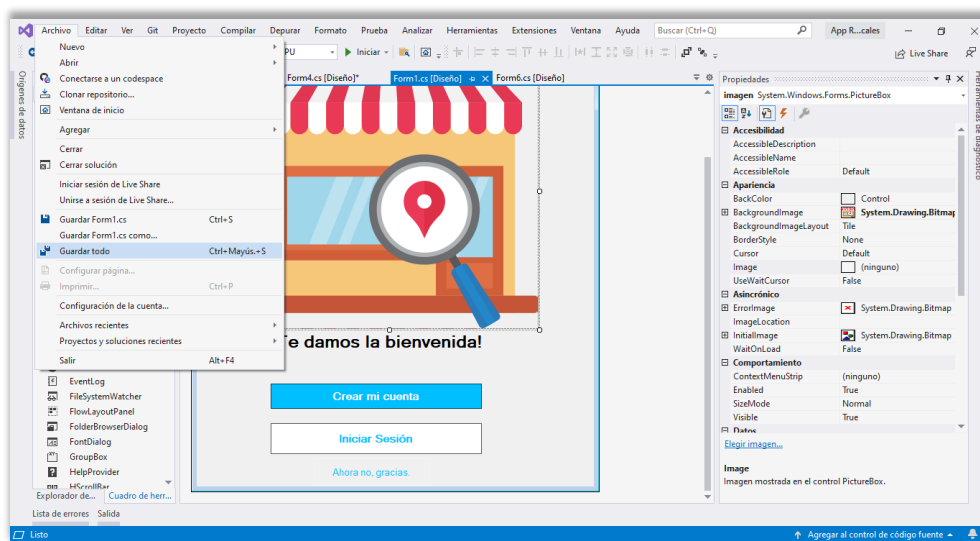 Archivo Editar Ver Git Proyecto Compilar Depurar Formato Prueba Analizar Herramientas Extensiones Ventana Ayuda Buscar (Ctrl+Q) App R...cales
Nuevo
Abrir
Conectarse a un codespace
Clonar repositorio...
Ventana de inicio
Agregar
Cerrar
Cerrar solución
Iniciar sesión de Live Share
Unirse a sesión de Live Share...
Guardar Form1.cs Ctrl+S
Guardar Form1.cs como...
Guardar todo Ctrl+Mayús.+S
Configurar página...
Imprimir... Ctrl+P
Configuración de la cuenta...
Archivos recientes
Proyectos y soluciones recientes
Salir Alt+F4
PU Iniciar Live Share
Orígenes de datos
Form4.cs [Diseño]* Form1.cs [Diseño] Form6.cs [Diseño]
e damos la bienvenida!
Crear mi cuenta
Iniciar Sesión
Ahora no, gracias.
EventLog
FileSystemWatcher
FlowLayoutPanel
FolderBrowserDialog
FontDialog
GroupBox
HelpProvider
HScrollBar
Explorador de... Cuadro de herr...
Lista de errores Salida
Propiedades
imagen System.Windows.Forms.PictureBox
Accesibilidad
AccessibleDescription
AccessibleName
AccessibleRole Default
Apariencia
BackColor Control
BackgroundImage System.Drawing.Bitmap
BackgroundImageLayout Tile
BorderStyle None
Cursor Default
Image (ninguno)
UseWaitCursor False
Asincrónico
ErrorImage System.Drawing.Bitmap
ImageLocation
InitialImage System.Drawing.Bitmap
WaitOnLoad False
Comportamiento
ContextMenuStrip (ninguno)
Enabled True
SizeMode Normal
Visible True
Datos
Elegir imagen...
Image
Imagen mostrada en el control PictureBox.
Herramientas de diagnóstico
Listo Agregar al control de código fuente